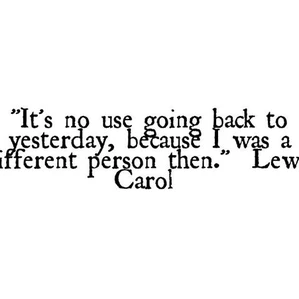 "It's no use going back to
yesterday, because I was a
ifferent person then." Lew
Carol